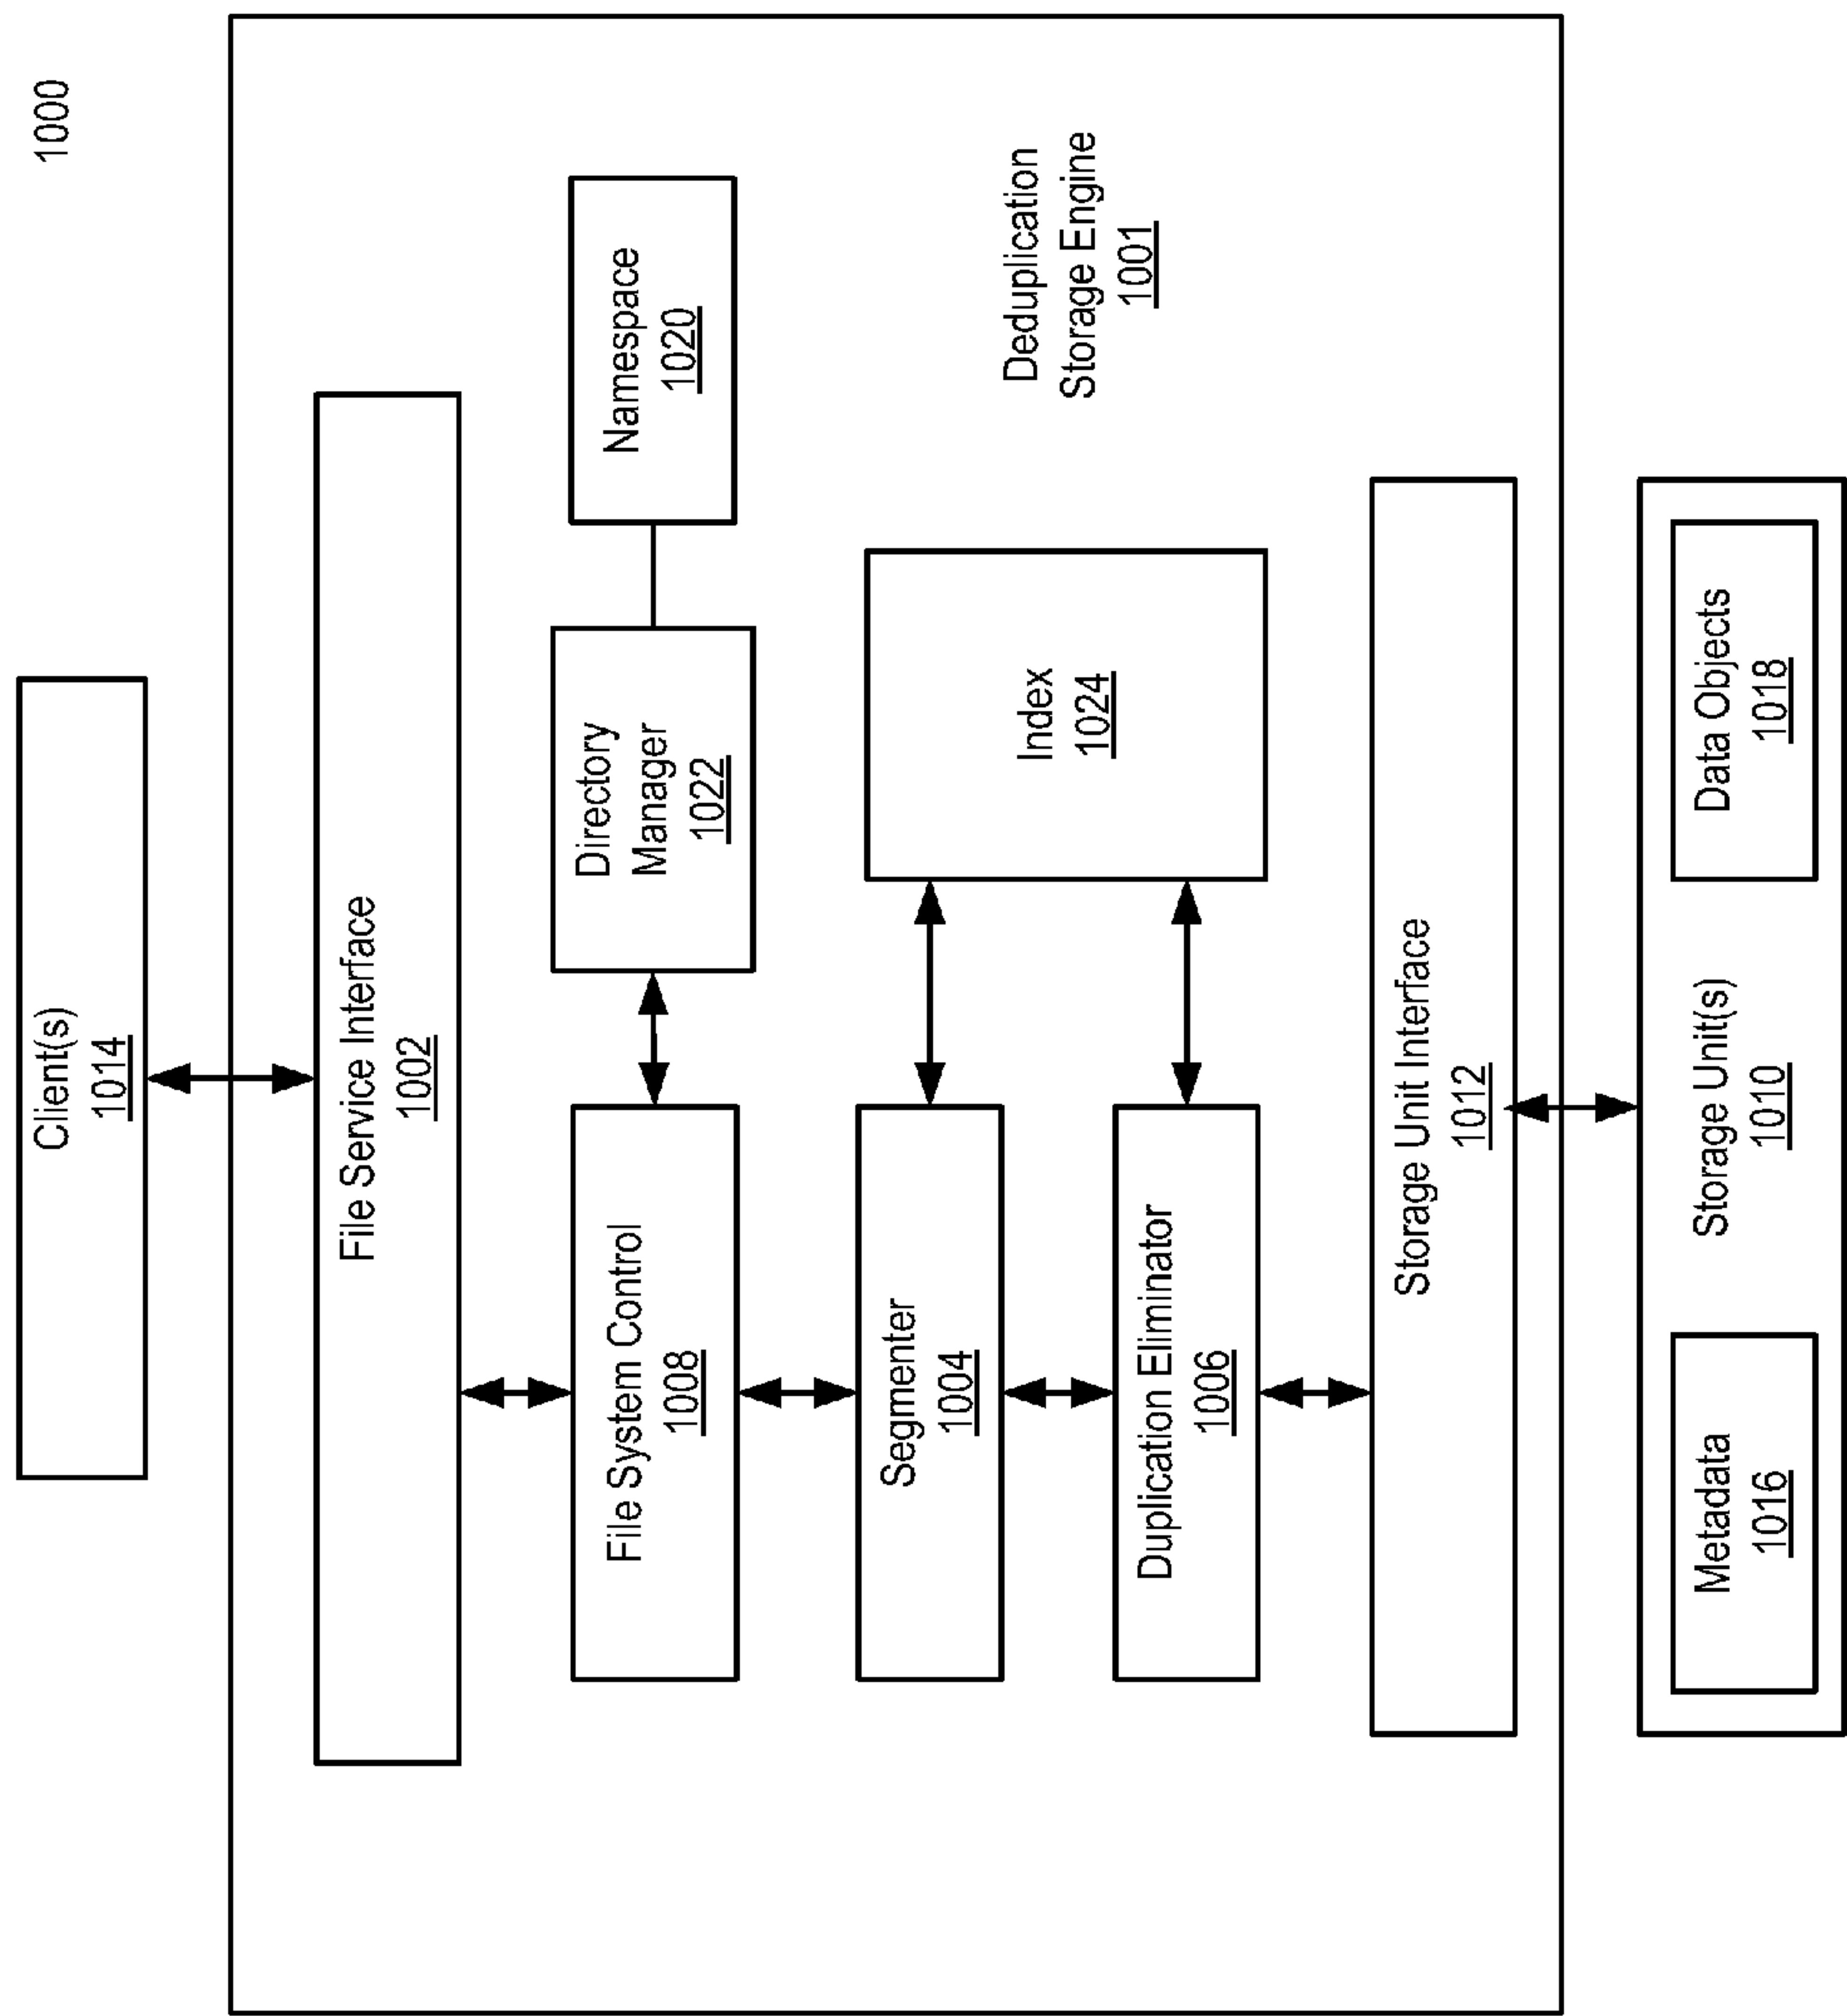 1000
Client(s)
1014
File Service Interface
1002
File System Control
1008
Directory
Manager
1022
Namespace
1020
Segmenter
1004
Index
1024
Duplication Eliminator
1006
Deduplication
Storage Engine
1001
Storage Unit Interface
1012
Metadata
1016
Storage Unit(s)
1010
Data Objects
1018